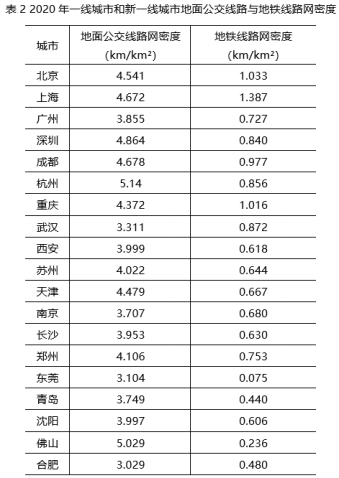 表 2 2020 年一线城市和新一线城市地面公交线路与地铁线路网密度
城市 地面公交线路网密度 (km/km²) 地铁线路网密度 (km/km²)
北京 4.541 1.033
上海 4.672 1.387
广州 3.855 0.727
深圳 4.864 0.840
成都 4.678 0.977
杭州 5.14 0.856
重庆 4.372 1.016
武汉 3.311 0.872
西安 3.999 0.618
苏州 4.022 0.644
天津 4.479 0.667
南京 3.707 0.680
长沙 3.953 0.630
郑州 4.106 0.753
东莞 3.104 0.075
青岛 3.749 0.440
沈阳 3.997 0.606
佛山 5.029 0.236
合肥 3.029 0.480